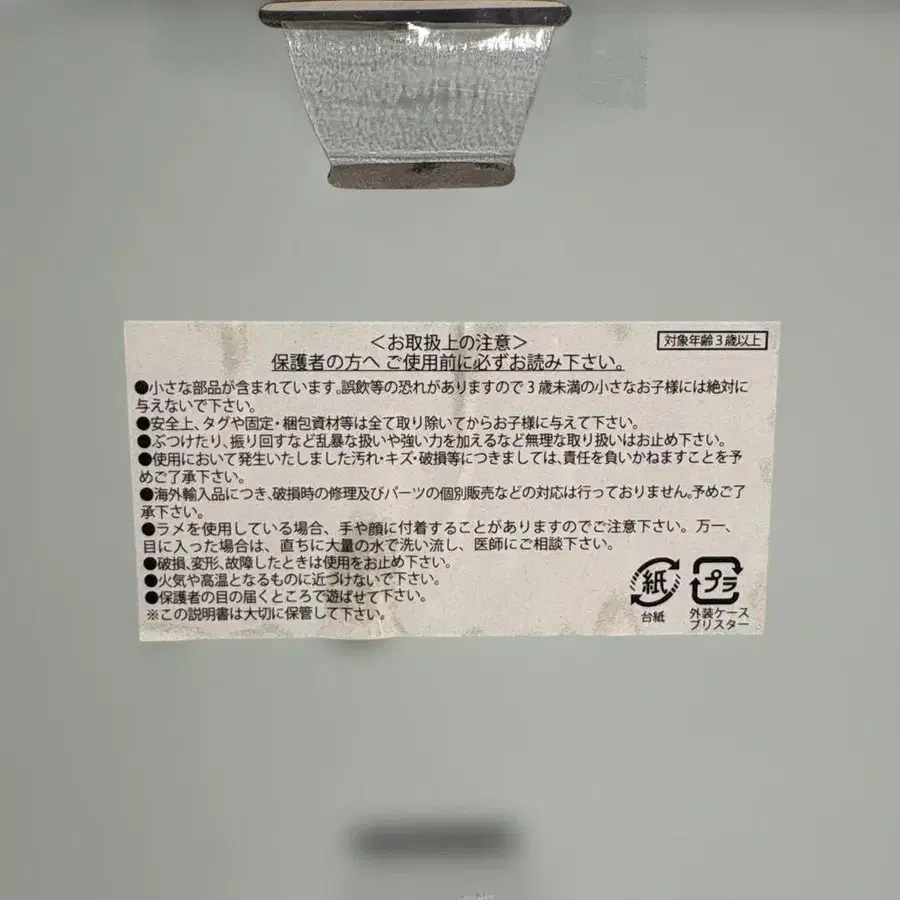 ＜お取扱上の注意＞
対象年齢３歳以上
保護者の方へ ご使用前に必ずお読み下さい。
●小さな部品が含まれています。誤飲等の恐れがありますので３歳未満の小さなお子様には絶対に
与えないで下さい。
●安全上、タグや固定・梱包資材等は全て取り除いてからお子様に与えて下さい。
●ぶつけたり、振り回すなど乱暴な扱いや強い力を加えるなど無理な取り扱いはお止め下さい。
●使用において発生いたしました汚れ・キズ・破損等につきましては、責任を負いかねますことを予
めご了承下さい。
●海外輸入品につき、破損時の修理及びパーツの個別販売などの対応は行っておりません。予めご了
承下さい。
●ラメを使用している場合、手や顔に付着することがありますのでご注意下さい。万一、
目に入った場合は、直ちに大量の水で洗い流し、医師にご相談下さい。
●破損、変形、故障したときは使用をお止め下さい。
●火気や高温となるものに近づけないで下さい。
●保護者の目の届くところで遊ばせて下さい。
※この説明書は大切に保管して下さい。
紙
台紙
プラ
外装ケース
ブリスター